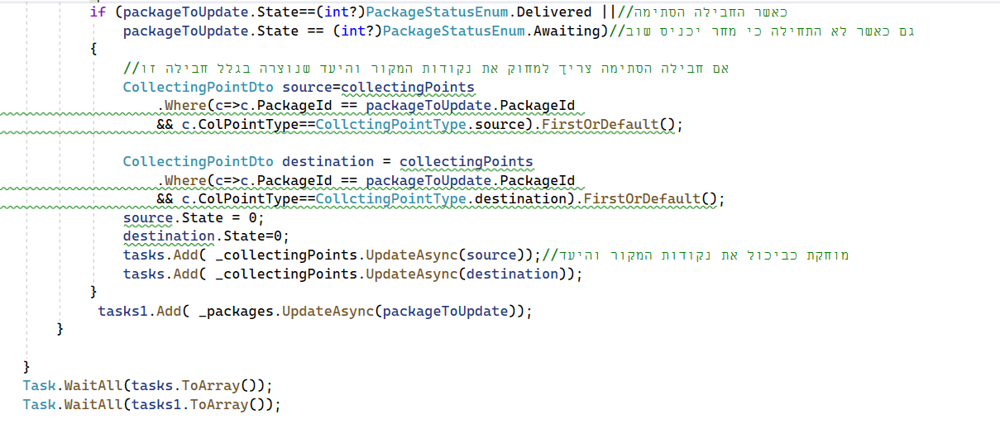 if (packageToUpdate.State==(int?)PackageStatusEnum.Delivered ||//כאשר החבילה הסתימה
packageToUpdate.State == (int?)PackageStatusEnum.Awaiting)//גם כאשר לא התחילה כי מחר יכניס שוב
{
//אם חבילה הסתימה צריך למחוק את נקודות המקור והיעד שנוצרה בגלל חבילה זו
CollectingPointDto source=collectingPoints
.Where(c=>c.PackageId == packageToUpdate.PackageId
&& c.ColPointType==CollctingPointType.source).FirstOrDefault();
CollectingPointDto destination = collectingPoints
.Where(c=>c.PackageId == packageToUpdate.PackageId
&& c.ColPointType==CollctingPointType.destination).FirstOrDefault();
source.State = 0;
destination.State=0;
tasks.Add( _collectingPoints.UpdateAsync(source));//מוחקת כביכול את נקודות המקור והיעד
tasks.Add( _collectingPoints.UpdateAsync(destination));
}
tasks1.Add( _packages.UpdateAsync(packageToUpdate));
}
}
Task.WaitAll(tasks.ToArray());
Task.WaitAll(tasks1.ToArray());